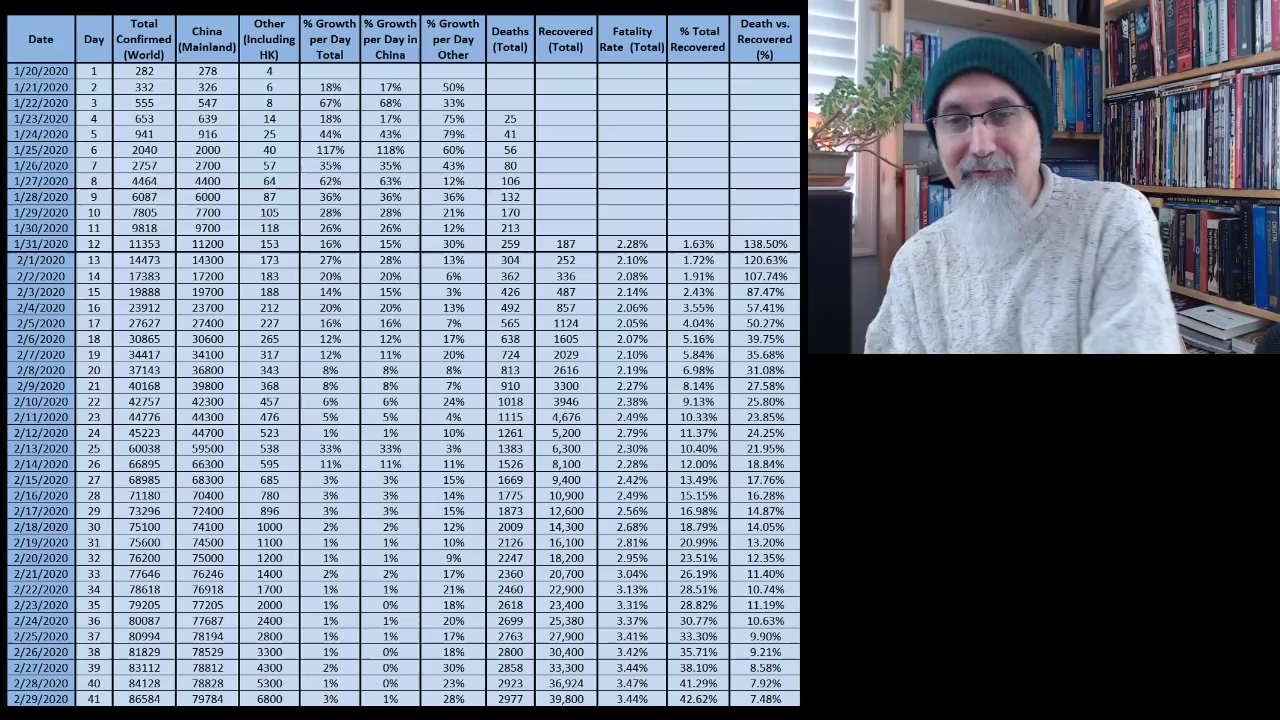 Date Day Total Confirmed (World) China (Mainland) Other (Including HK) % Growth per Day Total % Growth per Day in China % Growth per Day Other Deaths (Total) Recovered (Total) Fatality Rate (Total) % Total Recovered Death vs. Recovered (%)
1/20/2020 1 282 278 4
1/21/2020 2 332 326 6 18% 17% 50%
1/22/2020 3 555 547 8 67% 68% 33%
1/23/2020 4 653 639 14 18% 17% 75% 25
1/24/2020 5 941 916 25 44% 43% 79% 41
1/25/2020 6 2040 2000 40 117% 118% 60% 56
1/26/2020 7 2757 2700 57 35% 35% 43% 80
1/27/2020 8 4464 4400 64 62% 63% 12% 106
1/28/2020 9 6087 6000 87 36% 36% 36% 132
1/29/2020 10 7805 7700 105 28% 28% 21% 170
1/30/2020 11 9818 9700 118 26% 26% 12% 213
1/31/2020 12 11353 11200 153 16% 15% 30% 259 187 2.28% 1.63% 138.50%
2/1/2020 13 14473 14300 173 27% 28% 13% 304 252 2.10% 1.72% 120.63%
2/2/2020 14 17383 17200 183 20% 20% 6% 362 336 2.08% 1.91% 107.74%
2/3/2020 15 19888 19700 188 14% 15% 3% 426 487 2.14% 2.43% 87.47%
2/4/2020 16 23912 23700 212 20% 20% 13% 492 857 2.06% 3.55% 57.41%
2/5/2020 17 27627 27400 227 16% 16% 7% 565 1124 2.05% 4.04% 50.27%
2/6/2020 18 30865 30600 265 12% 12% 17% 638 1605 2.07% 5.16% 39.75%
2/7/2020 19 34417 34100 317 12% 11% 20% 724 2029 2.10% 5.84% 35.68%
2/8/2020 20 37143 36800 343 8% 8% 8% 813 2616 2.19% 6.98% 31.08%
2/9/2020 21 40168 39800 368 8% 8% 7% 910 3300 2.27% 8.14% 27.58%
2/10/2020 22 42757 42300 457 6% 6% 24% 1018 3946 2.38% 9.13% 25.80%
2/11/2020 23 44776 44300 476 5% 5% 4% 1115 4,676 2.49% 10.33% 23.85%
2/12/2020 24 45223 44700 523 1% 1% 10% 1261 5,200 2.79% 11.37% 24.25%
2/13/2020 25 60038 59500 538 33% 33% 3% 1383 6,300 2.30% 10.40% 21.95%
2/14/2020 26 66895 66300 595 11% 11% 11% 1526 8,100 2.28% 12.00% 18.84%
2/15/2020 27 68985 68300 685 3% 3% 15% 1669 9,400 2.42% 13.49% 17.76%
2/16/2020 28 71180 70400 780 3% 3% 14% 1775 10,900 2.49% 15.15% 16.28%
2/17/2020 29 73296 72400 896 3% 3% 15% 1873 12,600 2.56% 16.98% 14.87%
2/18/2020 30 75100 74100 1000 2% 2% 12% 2009 14,300 2.68% 18.79% 14.05%
2/19/2020 31 75600 74500 1100 1% 1% 10% 2126 16,100 2.81% 20.99% 13.20%
2/20/2020 32 76200 75000 1200 1% 1% 9% 2247 18,200 2.95% 23.51% 12.35%
2/21/2020 33 77646 76246 1400 2% 2% 17% 2360 20,700 3.04% 26.19% 11.40%
2/22/2020 34 78618 76918 1700 1% 1% 21% 2460 22,900 3.13% 28.51% 10.74%
2/23/2020 35 79205 77205 2000 1% 0% 18% 2618 23,400 3.31% 28.82% 11.19%
2/24/2020 36 80087 77687 2400 1% 1% 20% 2699 25,380 3.37% 30.77% 10.63%
2/25/2020 37 80994 78194 2800 1% 1% 17% 2763 27,900 3.41% 33.30% 9.90%
2/26/2020 38 81829 78529 3300 1% 0% 18% 2800 30,400 3.42% 35.71% 9.21%
2/27/2020 39 83112 78812 4300 2% 0% 30% 2858 33,300 3.44% 38.10% 8.58%
2/28/2020 40 84128 78828 5300 1% 0% 23% 2923 36,924 3.47% 41.29% 7.92%
2/29/2020 41 86584 79784 6800 3% 1% 28% 2977 39,800 3.44% 42.62% 7.48%